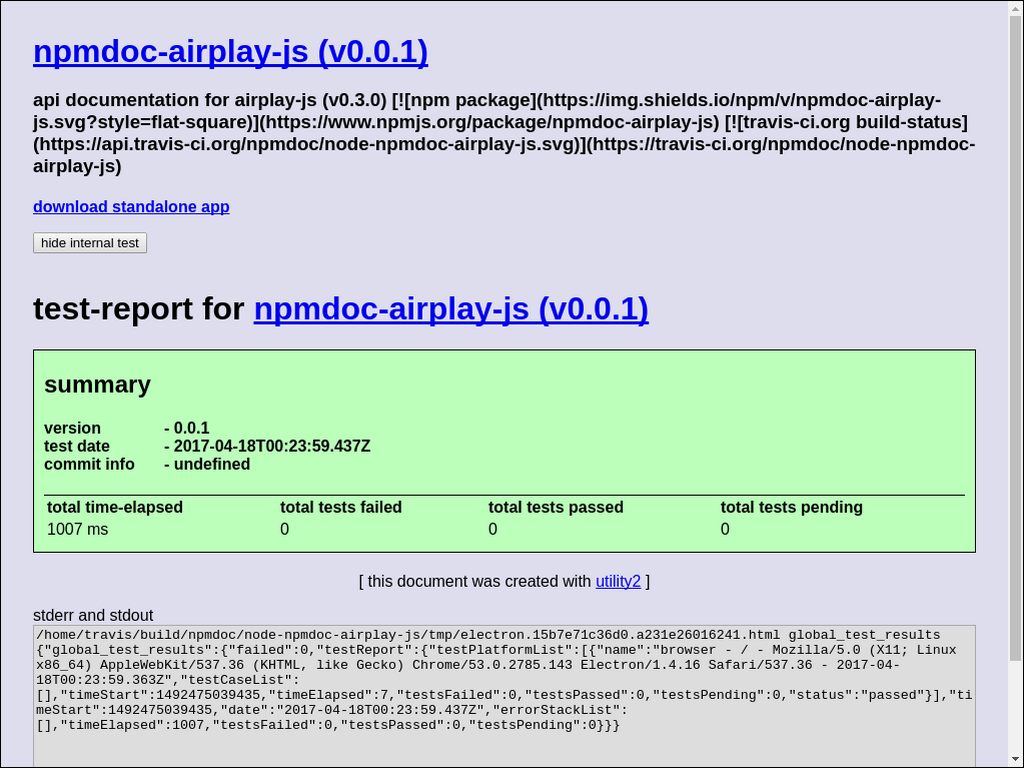 npmdoc-airplay-js (v0.0.1)
api documentation for airplay-js (v0.3.0) [![npm package](https://img.shields.io/npm/v/npmdoc-airplay-
js.svg?style=flat-square)](https://www.npmjs.org/package/npmdoc-airplay-js) [![travis-ci.org build-status]
(https://api.travis-ci.org/npmdoc/node-npmdoc-airplay-js.svg)](https://travis-ci.org/npmdoc/node-npmdoc-
airplay-js)
download standalone app
hide internal test
test-report for npmdoc-airplay-js (v0.0.1)
summary
version - 0.0.1
test date - 2017-04-18T00:23:59.437Z
commit info - undefined
total time-elapsed total tests failed total tests passed total tests pending
1007 ms 0 0 0
[ this document was created with utility2 ]
stderr and stdout
/home/travis/build/npmdoc/node-npmdoc-airplay-js/tmp/electron.15b7e71c36d0.a231e26016241.html global_test_results
{"global_test_results":{"failed":0,"testReport":{"testPlatformList":[{"name":"browser - / - Mozilla/5.0 (X11; Linux
x86_64) AppleWebKit/537.36 (KHTML, like Gecko) Chrome/53.0.2785.143 Electron/1.4.16 Safari/537.36 - 2017-04-
18T00:23:59.363Z","testCaseList":
[],"timeStart":1492475039435,"timeElapsed":7,"testsFailed":0,"testsPassed":0,"testsPending":0,"status":"passed"}],"ti
meStart":1492475039435,"date":"2017-04-18T00:23:59.437Z","errorStackList":
[],"timeElapsed":1007,"testsFailed":0,"testsPassed":0,"testsPending":0}}}